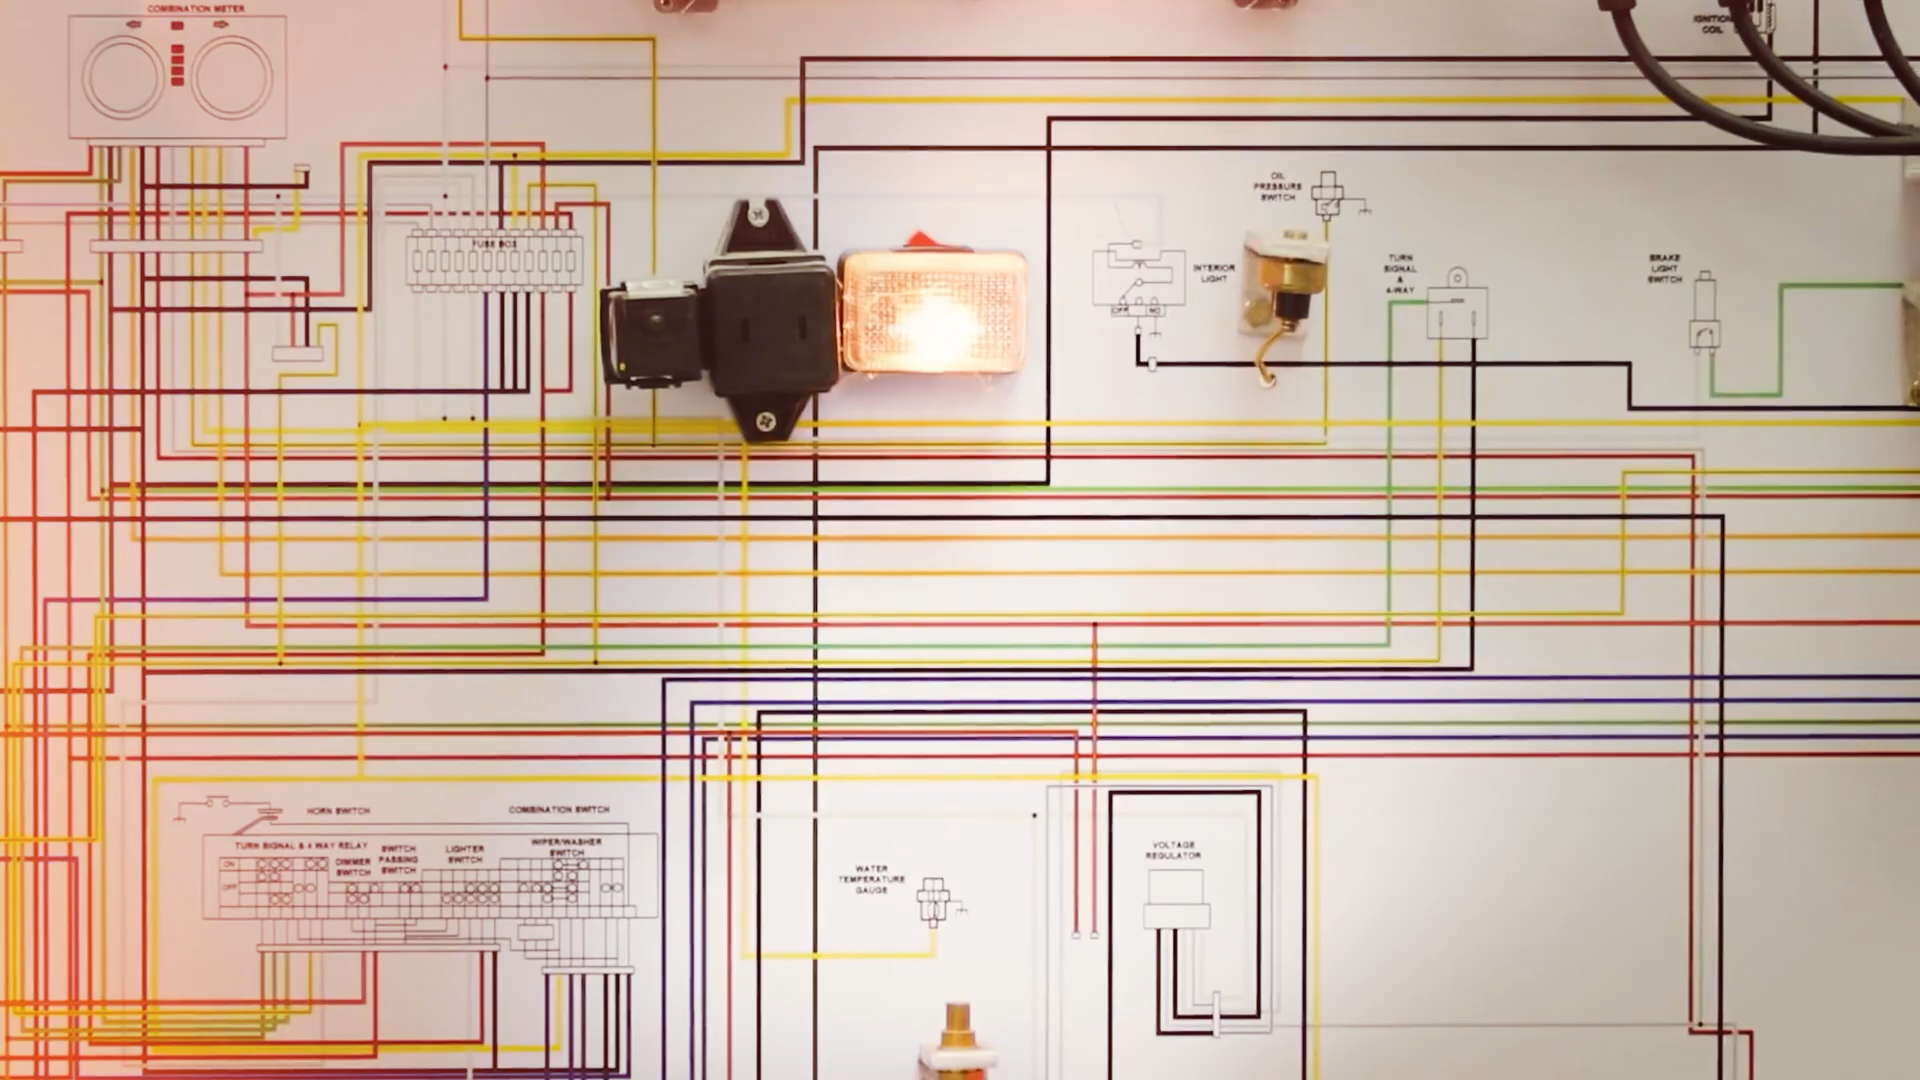 COMBINATION METER
IGNITION
COIL
OIL
PRESSURE
SWITCH
FUSE BOX
INTERIOR
LIGHT
OFF
NO
TURN
SIGNAL
&
4-WAY
BRAKE
LIGHT
SWITCH
HORN SWITCH
COMBINATION SWITCH
TURN SIGNAL & 4 WAY RELAY
ON
OFF
DIMMER
SWITCH
SWITCH
PASSING
SWITCH
LIGHTER
SWITCH
WIPER/WASHER
SWITCH
WATER
TEMPERATURE
GAUGE
VOLTAGE
REGULATOR